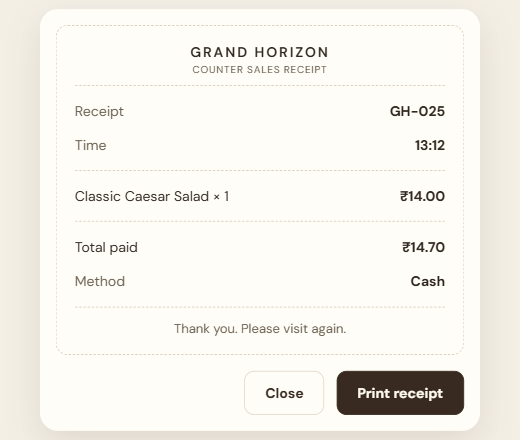 GRAND HORIZON
COUNTER SALES RECEIPT
Receipt GH-025
Time 13:12
Classic Caesar Salad × 1 ₹14.00
Total paid ₹14.70
Method Cash
Thank you. Please visit again.
Close Print receipt